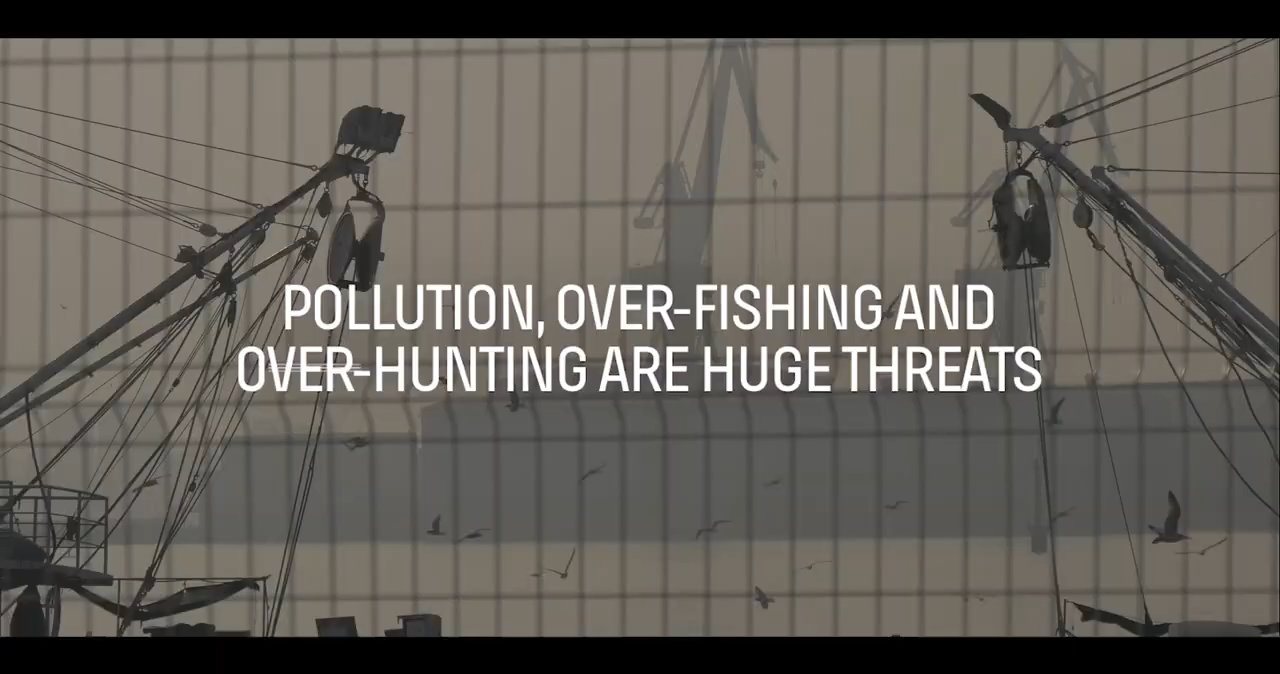 POLLUTION, OVER-FISHING AND
OVER-HUNTING ARE HUGE THREATS